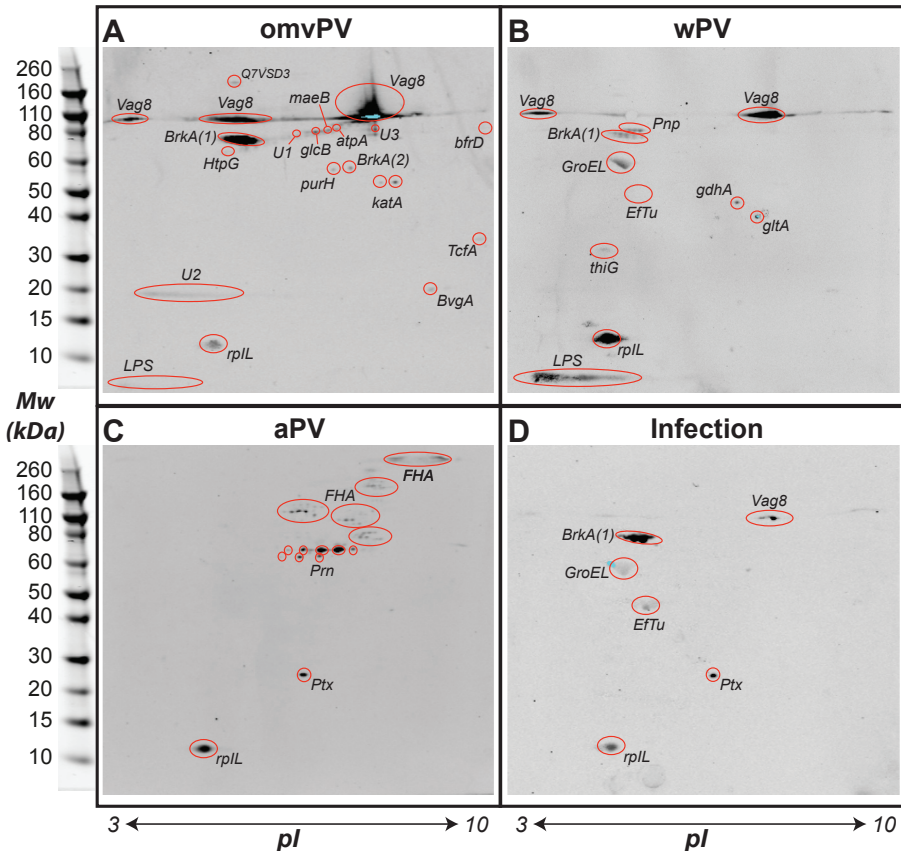 A
omvPV
260
160
110
80
60
50
40
30
20
15
10
Q7VSD3
Vag8
Vag8
maeB
Vag8
BrkA(1)
HtpG
U1
glcB
atpA
U3
bfrD
BrkA(2)
purH
katA
TcfA
U2
BvgA
rplL
LPS
B
wPV
Vag8
Vag8
Pnp
BrkA(1)
GroEL
EfTu
gdhA
gltA
thiG
rplL
LPS
Mw
(kDa)
C
aPV
260
160
110
80
60
50
40
30
20
15
10
FHA
FHA
Prn
Ptx
rplL
D
Infection
Vag8
BrkA(1)
GroEL
EfTu
Ptx
rplL
3 pI 10
3 pI 10